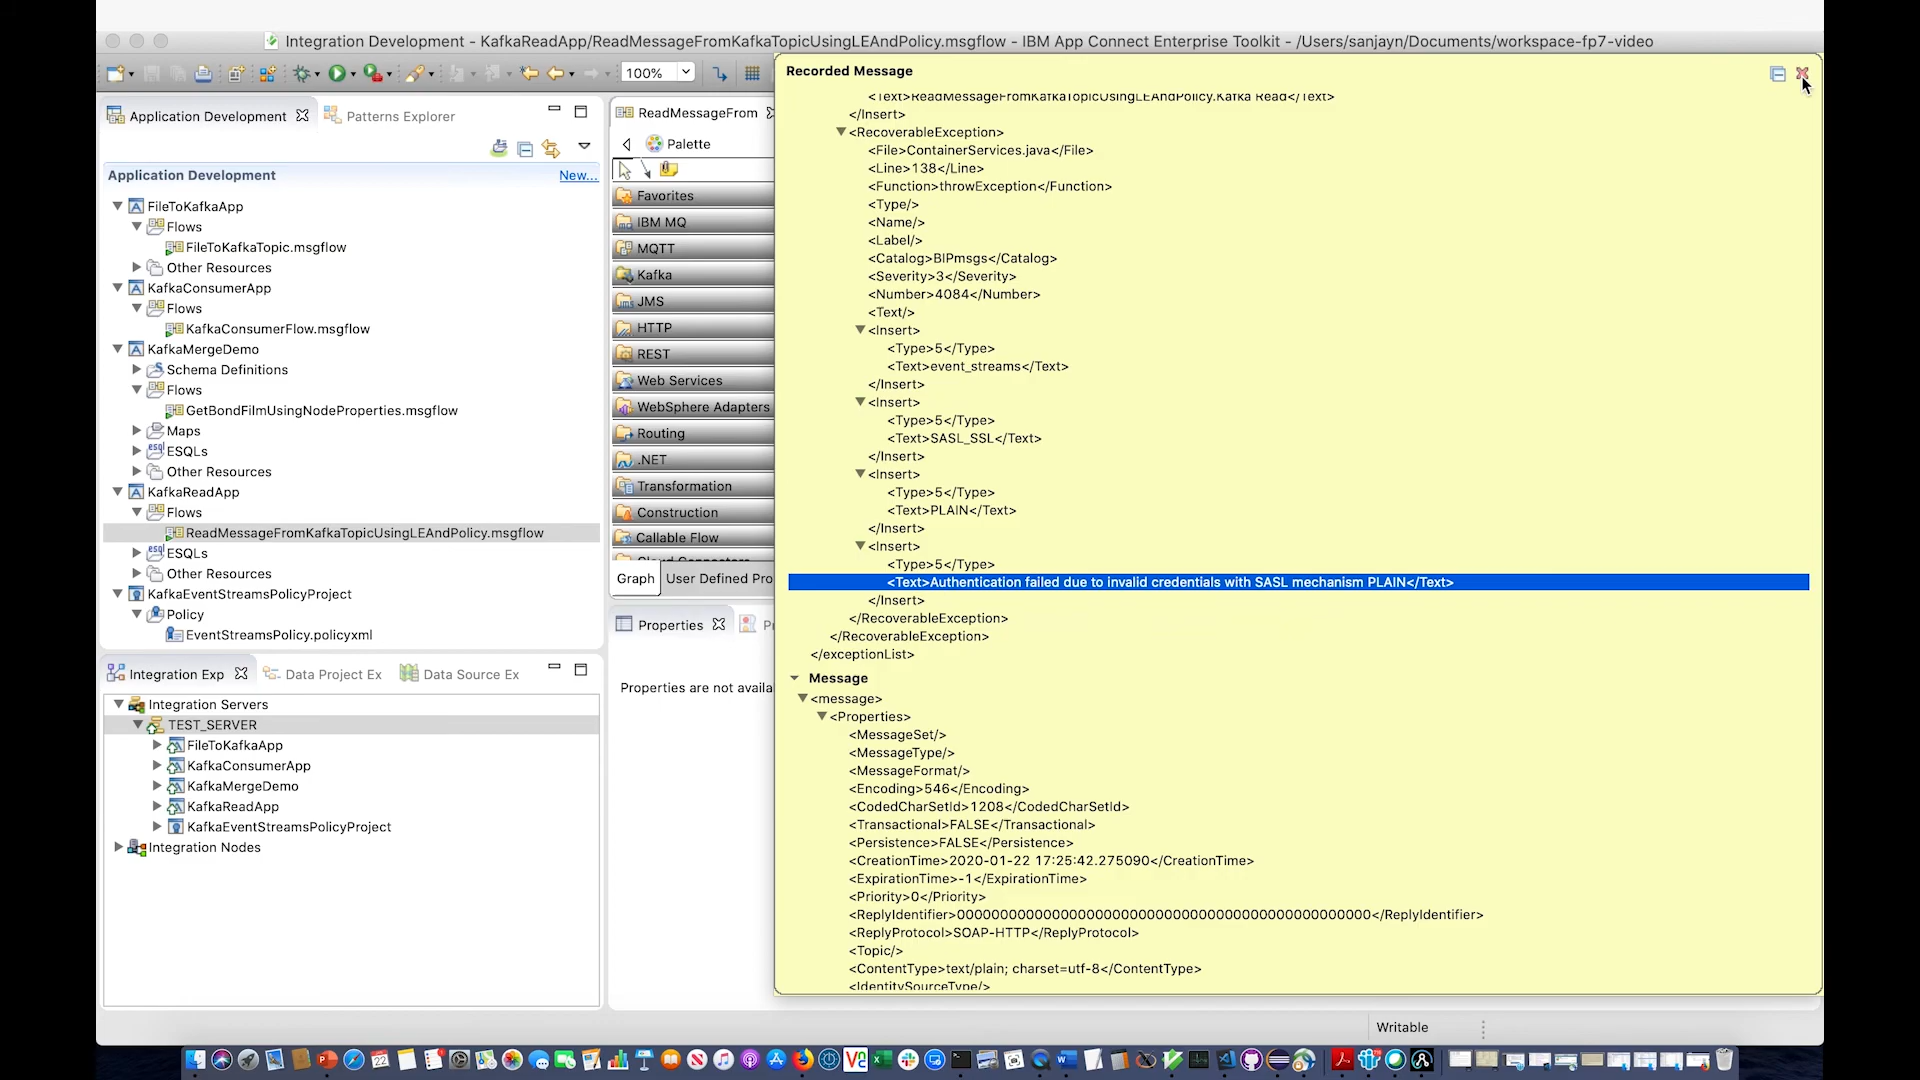 Integration Development - KafkaReadApp/ReadMessageFromKafkaTopicUsingLEAndPolicy.msgflow - IBM App Connect Enterprise Toolkit - /Users/sanjayn/Documents/workspace-fp7-video
100%
Application Development
Patterns Explorer
Application Development
New...
FileToKafkaApp
Flows
FileToKafkaTopic.msgflow
Other Resources
KafkaConsumerApp
Flows
KafkaConsumerFlow.msgflow
KafkaMergeDemo
Schema Definitions
Flows
GetBondFilmUsingNodeProperties.msgflow
Maps
ESQLs
Other Resources
KafkaReadApp
Flows
ReadMessageFromKafkaTopicUsingLEAndPolicy.msgflow
ESQLs
Other Resources
KafkaEventStreamsPolicyProject
Policy
EventStreamsPolicy.policyxml
Integration Exp
Data Project Ex
Data Source Ex
Integration Servers
TEST_SERVER
FileToKafkaApp
KafkaConsumerApp
KafkaMergeDemo
KafkaReadApp
KafkaEventStreamsPolicyProject
Integration Nodes
ReadMessageFrom
Palette
Favorites
IBM MQ
MQTT
Kafka
JMS
HTTP
REST
Web Services
WebSphere Adapters
Routing
.NET
Transformation
Construction
Callable Flow
Cloud Connectors
Graph
User Defined Pro
Properties
Properties are not availa
Recorded Message
<Text>ReadMessageFromKafkaTopicUsingLEAndPolicy.Kafka Read</Text>
</Insert>
<RecoverableException>
<File>ContainerServices.java</File>
<Line>138</Line>
<Function>throwException</Function>
<Type/>
<Name/>
<Label/>
<Catalog>BIPmsgs</Catalog>
<Severity>3</Severity>
<Number>4084</Number>
<Text/>
<Insert>
<Type>5</Type>
<Text>event_streams</Text>
</Insert>
<Insert>
<Type>5</Type>
<Text>SASL_SSL</Text>
</Insert>
<Insert>
<Type>5</Type>
<Text>PLAIN</Text>
</Insert>
<Insert>
<Type>5</Type>
<Text>Authentication failed due to invalid credentials with SASL mechanism PLAIN</Text>
</Insert>
</RecoverableException>
</RecoverableException>
</exceptionList>
Message
<message>
<Properties>
<MessageSet/>
<MessageType/>
<MessageFormat/>
<Encoding>546</Encoding>
<CodedCharSetId>1208</CodedCharSetId>
<Transactional>FALSE</Transactional>
<Persistence>FALSE</Persistence>
<CreationTime>2020-01-22 17:25:42.275090</CreationTime>
<ExpirationTime>-1</ExpirationTime>
<Priority>0</Priority>
<ReplyIdentifier>000000000000000000000000000000000000000000000000</ReplyIdentifier>
<ReplyProtocol>SOAP-HTTP</ReplyProtocol>
<Topic/>
<ContentType>text/plain; charset=utf-8</ContentType>
<IdentitySourceType/>
Writable